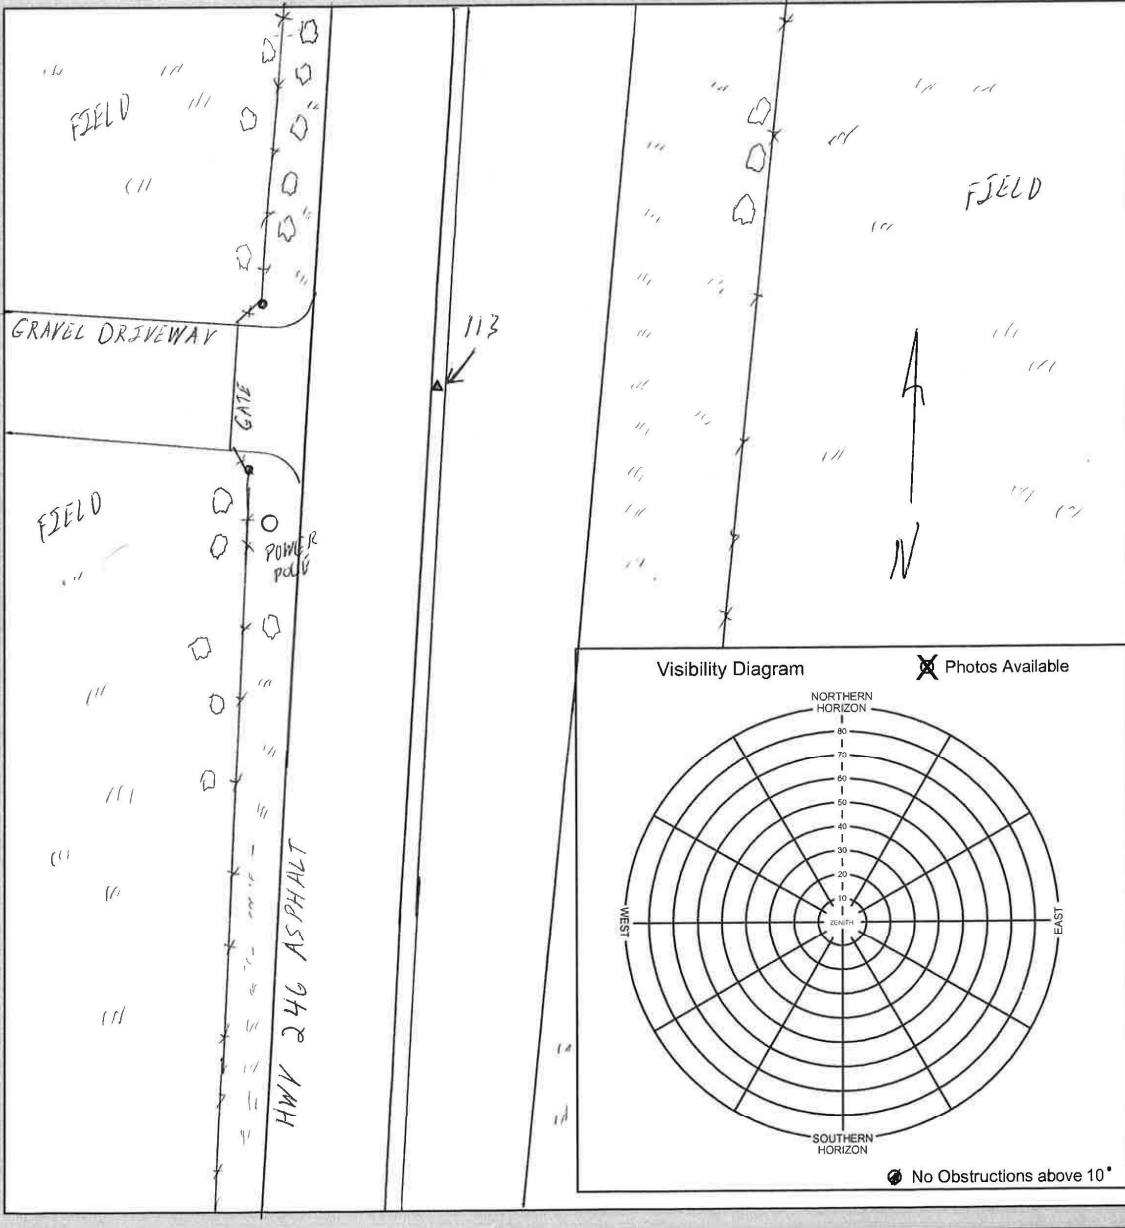 FIELD
FIELD
GRAVEL DRIVEWAY
113
GATE
FIELD
POWER
POLE
N
HWY 246 ASPHALT
Visibility Diagram
Photos Available
NORTHERN
HORIZON
80
70
60
50
40
30
20
10
ZENITH
WEST
EAST
SOUTHERN
HORIZON
No Obstructions above 10°